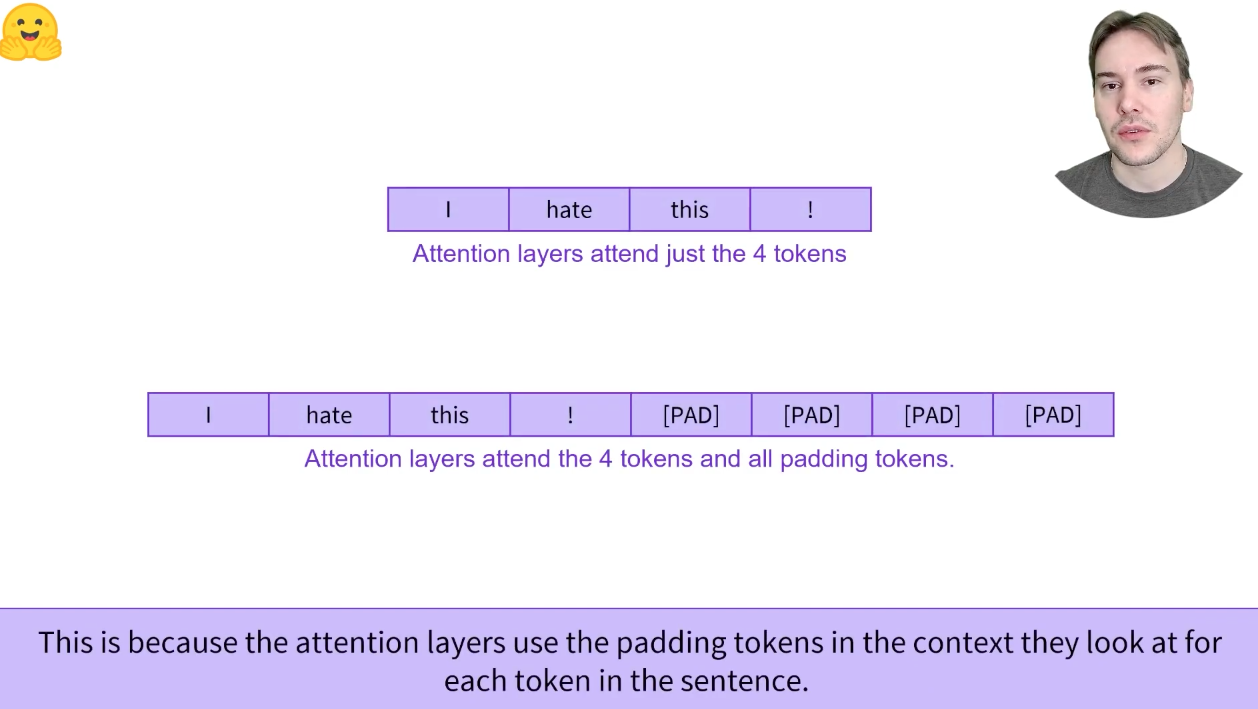 I hate this !
Attention layers attend just the 4 tokens
I hate this ! [PAD] [PAD] [PAD] [PAD]
Attention layers attend the 4 tokens and all padding tokens.
This is because the attention layers use the padding tokens in the context they look at for
each token in the sentence.